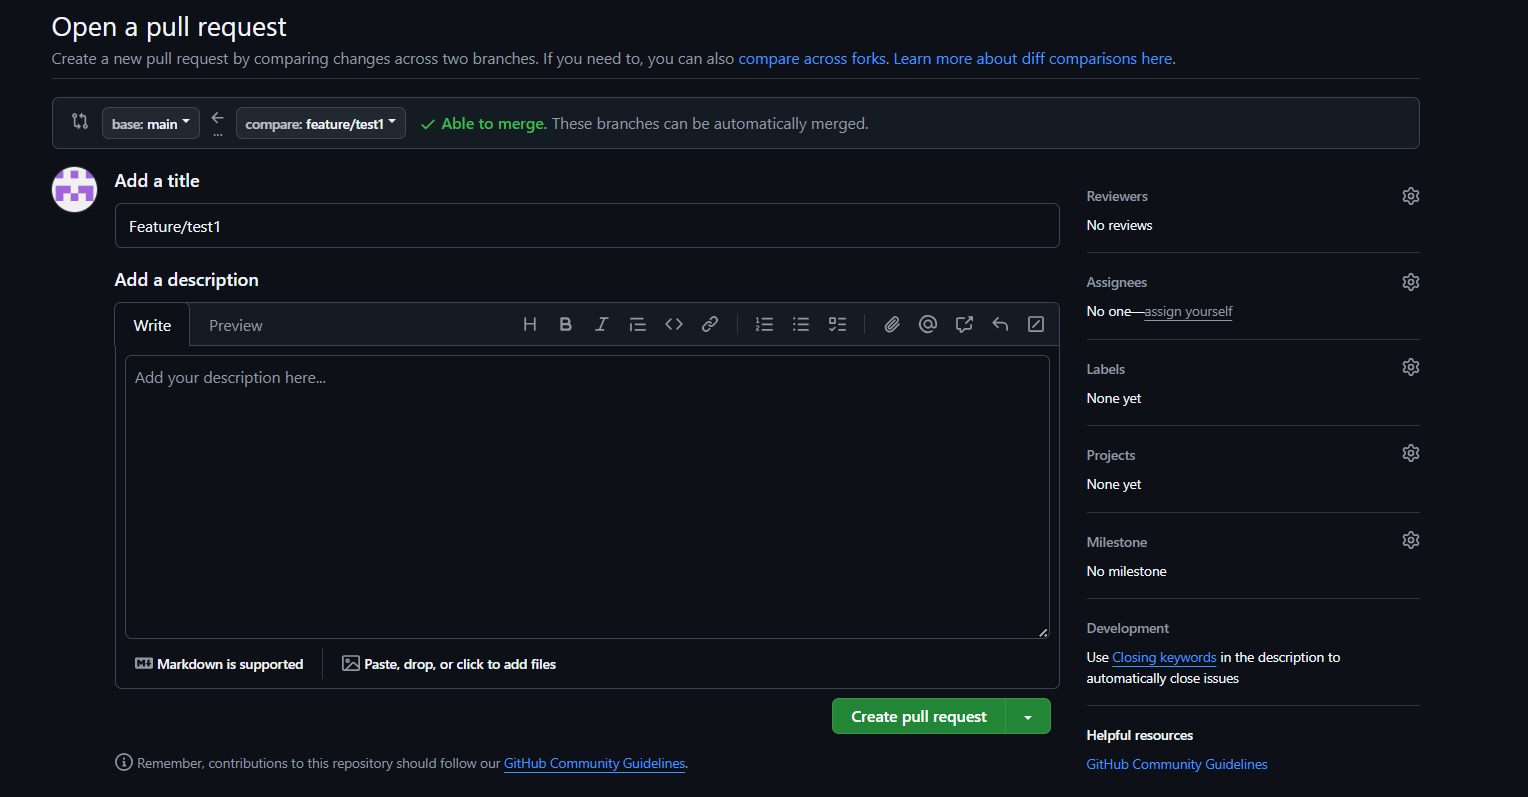 Open a pull request
Create a new pull request by comparing changes across two branches. If you need to, you can also compare across forks. Learn more about diff comparisons here.
base: main
compare: feature/test1
Able to merge. These branches can be automatically merged.
Add a title
Feature/test1
Add a description
Write
Preview
Add your description here...
Markdown is supported
Paste, drop, or click to add files
Create pull request
Remember, contributions to this repository should follow our GitHub Community Guidelines.
Reviewers
No reviews
Assignees
No one—assign yourself
Labels
None yet
Projects
None yet
Milestone
No milestone
Development
Use Closing keywords in the description to
automatically close issues
Helpful resources
GitHub Community Guidelines